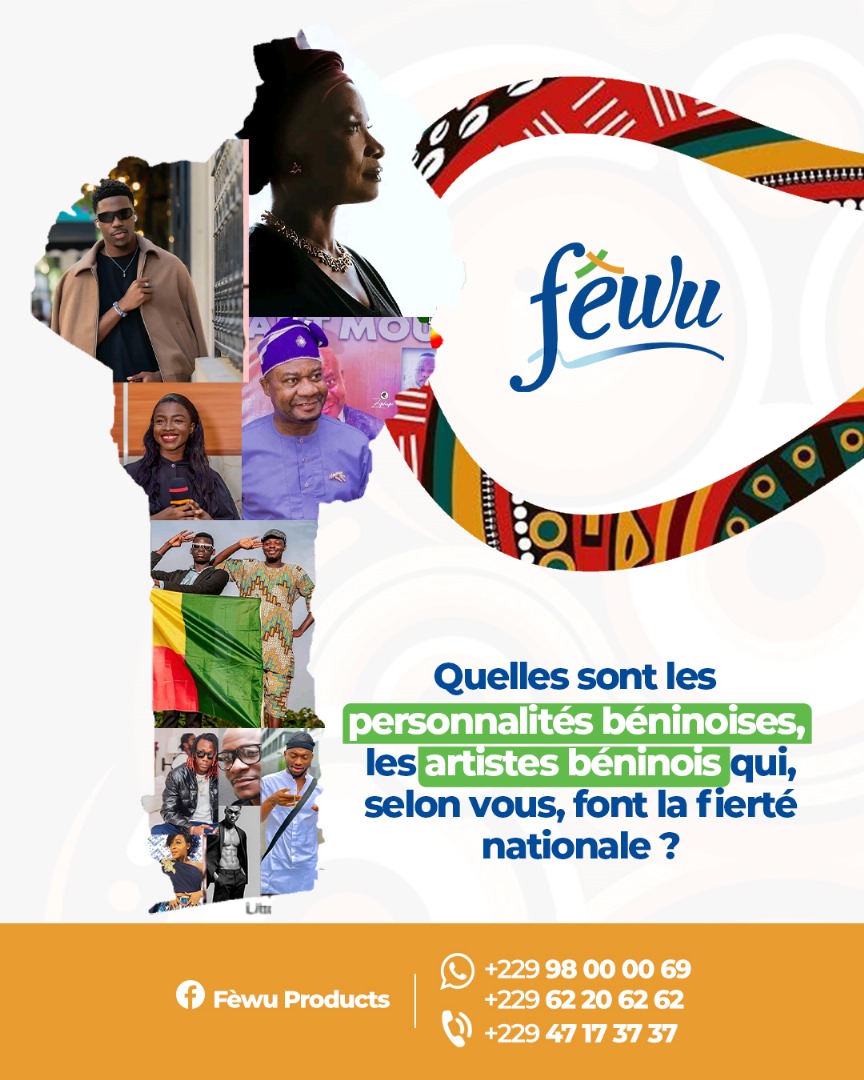 fèwu
MOU
Quelles sont les
personnalités béninoises,
les artistes béninois qui,
selon vous, font la fierté
nationale ?
Fèwu Products
+229 98 00 00 69
+229 62 20 62 62
+229 47 17 37 37